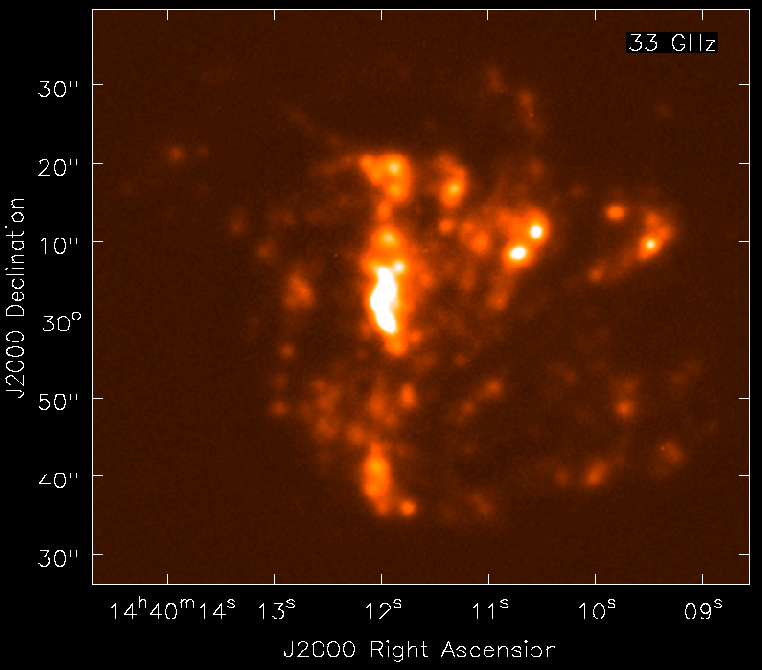 33 GHz
30"
20"
10"
30°
50"
40"
30"
J2000 Declination
14h40m14s 13s 12s 11s 10s 09s
J2000 Right Ascension